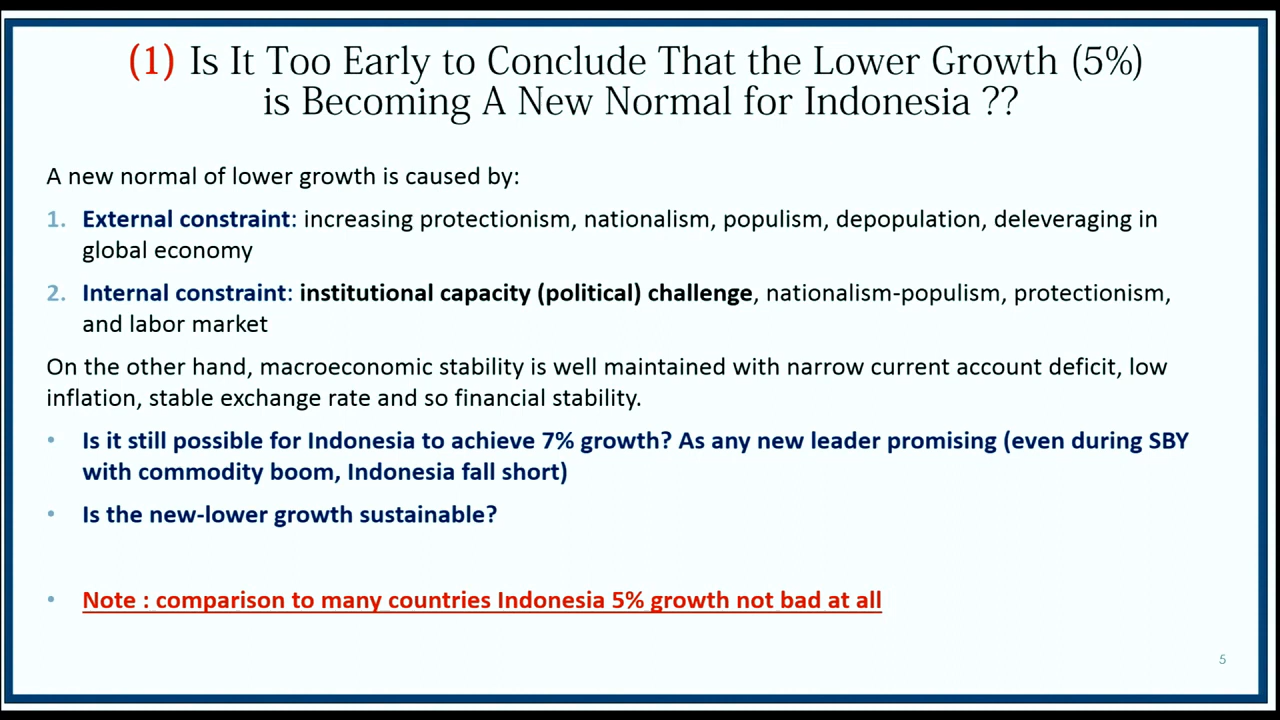 (1) Is It Too Early to Conclude That the Lower Growth (5%)
is Becoming A New Normal for Indonesia ??
A new normal of lower growth is caused by:
1. External constraint: increasing protectionism, nationalism, populism, depopulation, deleveraging in
global economy
2. Internal constraint: institutional capacity (political) challenge, nationalism-populism, protectionism,
and labor market
On the other hand, macroeconomic stability is well maintained with narrow current account deficit, low
inflation, stable exchange rate and so financial stability.
• Is it still possible for Indonesia to achieve 7% growth? As any new leader promising (even during SBY
with commodity boom, Indonesia fall short)
• Is the new-lower growth sustainable?
• Note : comparison to many countries Indonesia 5% growth not bad at all
5